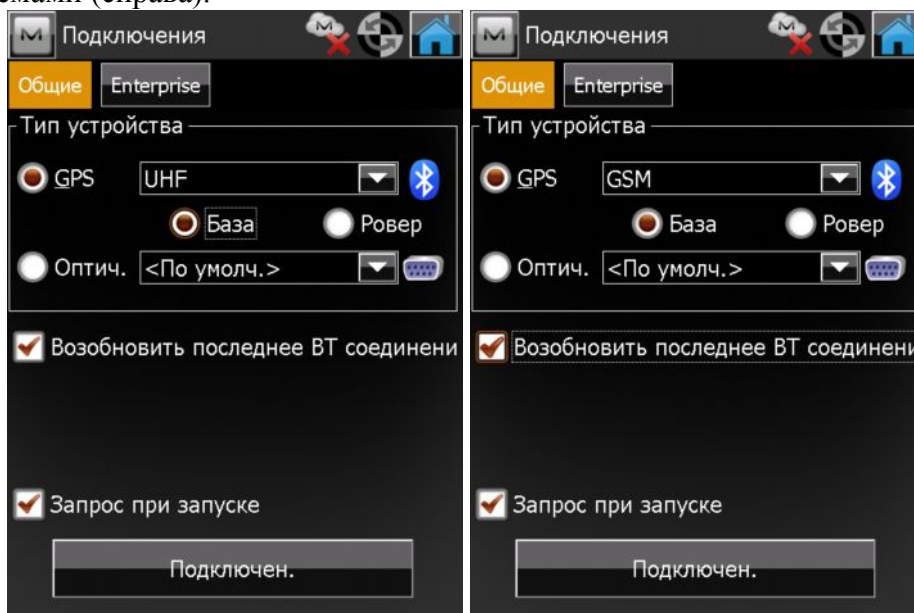 (справа).
Подключения
Общие Enterprise
Тип устройства
GPS UHF
База Ровер
Оптич. <По умолч.>
Возобновить последнее BT соединени
Запрос при запуске
Подключен.
Подключения
Общие Enterprise
Тип устройства
GPS GSM
База Ровер
Оптич. <По умолч.>
Возобновить последнее BT соединени
Запрос при запуске
Подключен.